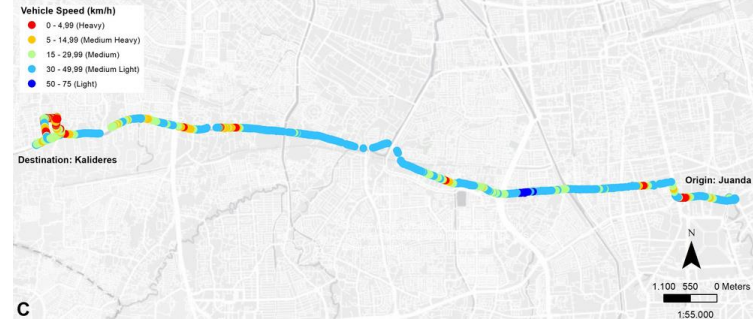 Vehicle Speed (km/h)
0 - 4,99 (Heavy)
5 - 14,99 (Medium Heavy)
15 - 29,99 (Medium)
30 - 49,99 (Medium Light)
50 - 75 (Light)
Destination: Kalideres
Origin: Juanda
N
1.100 550 0 Meters
1:55.000
C